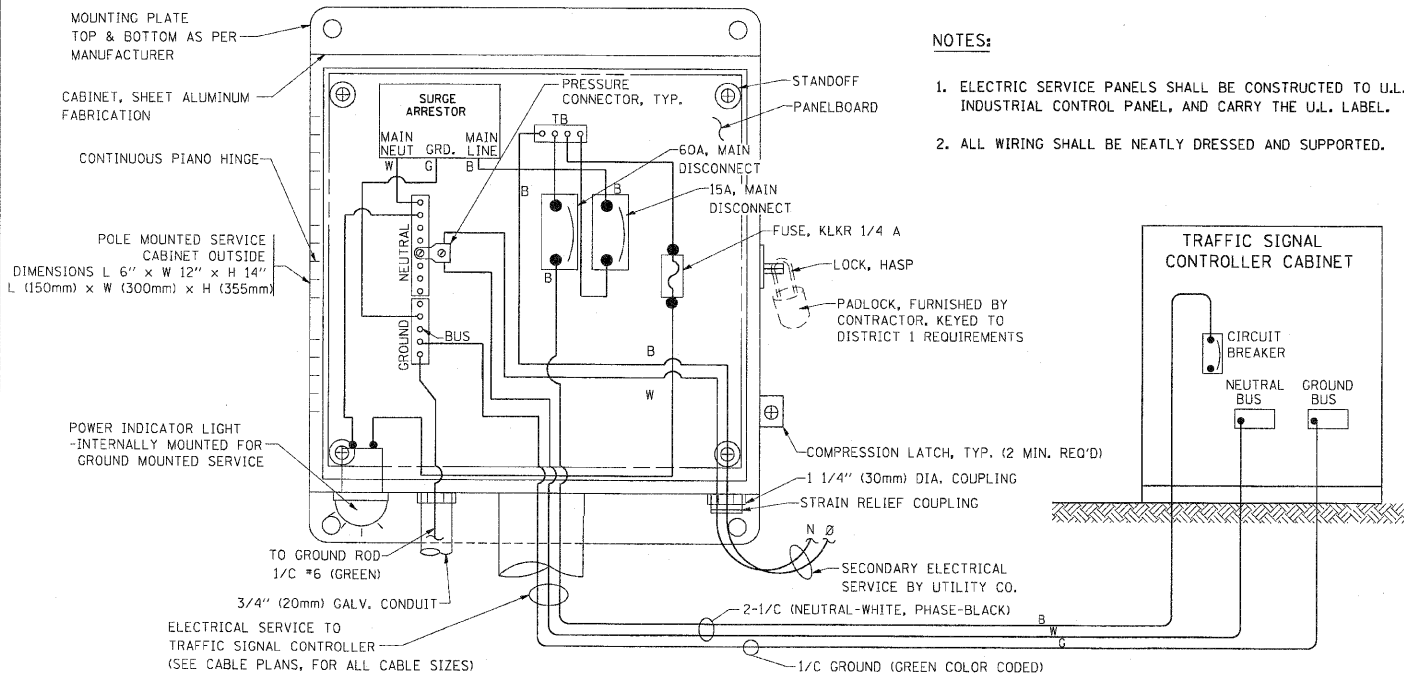 MOUNTING PLATE
TOP & BOTTOM AS PER
MANUFACTURER
CABINET, SHEET ALUMINUM
FABRICATION
CONTINUOUS PIANO HINGE
POLE MOUNTED SERVICE
CABINET OUTSIDE
DIMENSIONS L 6" x W 12" x H 14"
L (150mm) x W (300mm) x H (355mm)
POWER INDICATOR LIGHT
-INTERNALLY MOUNTED FOR
GROUND MOUNTED SERVICE
SURGE
ARRESTOR
MAIN
NEUT
GRD.
MAIN
LINE
W
G
B
PRESSURE
CONNECTOR, TYP.
TB
STANDOFF
PANELBOARD
60A, MAIN
DISCONNECT
15A, MAIN
DISCONNECT
B
B
B
FUSE, KLKR 1/4 A
NEUTRAL
GROUND
BUS
B
W
LOCK, HASP
PADLOCK, FURNISHED BY
CONTRACTOR, KEYED TO
DISTRICT 1 REQUIREMENTS
COMPRESSION LATCH, TYP. (2 MIN. REQ'D)
1 1/4" (30mm) DIA. COUPLING
STRAIN RELIEF COUPLING
N Ø
SECONDARY ELECTRICAL
SERVICE BY UTILITY CO.
TO GROUND ROD
1/C #6 (GREEN)
3/4" (20mm) GALV. CONDUIT
ELECTRICAL SERVICE TO
TRAFFIC SIGNAL CONTROLLER
(SEE CABLE PLANS, FOR ALL CABLE SIZES)
2-1/C (NEUTRAL-WHITE, PHASE-BLACK)
B
W
G
1/C GROUND (GREEN COLOR CODED)
NOTES:
1. ELECTRIC SERVICE PANELS SHALL BE CONSTRUCTED TO U.L.
INDUSTRIAL CONTROL PANEL, AND CARRY THE U.L. LABEL.
2. ALL WIRING SHALL BE NEATLY DRESSED AND SUPPORTED.
TRAFFIC SIGNAL
CONTROLLER CABINET
CIRCUIT
BREAKER
NEUTRAL
BUS
GROUND
BUS